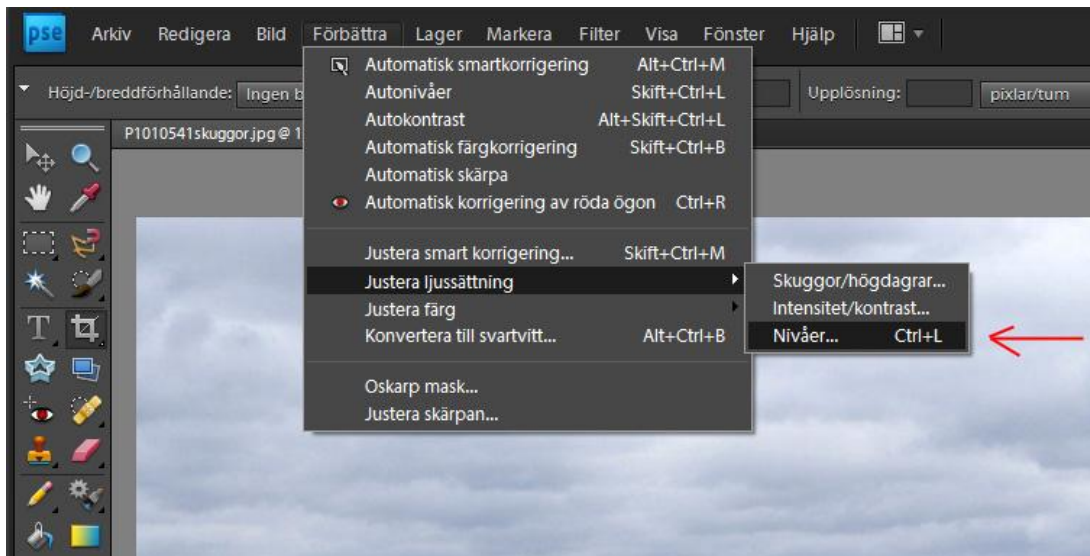 pse Arkiv Redigera Bild Förbättra Lager Markera Filter Visa Fönster Hjälp
Höjd-/breddförhållande: Ingen b Upplösning: pixlar/tum
P1010541skuggor.jpg @ 1
Automatisk smartkorrigering Alt+Ctrl+M
Autonivåer Skift+Ctrl+L
Autokontrast Alt+Skift+Ctrl+L
Automatisk färgkorrigering Skift+Ctrl+B
Automatisk skärpa
Automatisk korrigering av röda ögon Ctrl+R
Justera smart korrigering... Skift+Ctrl+M
Justera ljussättning
Justera färg
Konvertera till svartvitt... Alt+Ctrl+B
Oskarp mask...
Justera skärpan...
Skuggor/högdagrar...
Intensitet/kontrast...
Nivåer... Ctrl+L
T